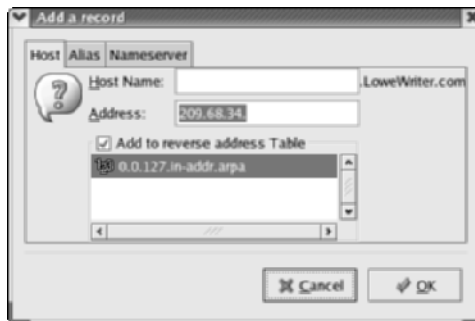 Add a record
Host Alias Nameserver
Host Name: .LoweWriter.com
Address: 209.68.34.
Add to reverse address Table
0.0.127.in-addr.arpa
Cancel OK